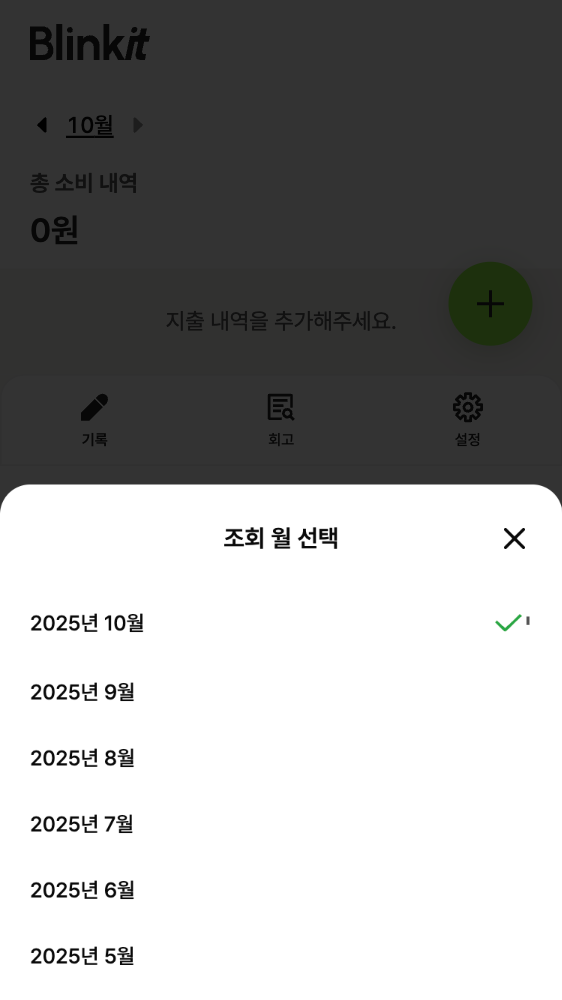 Blinkit
10월
총 소비 내역
0원
지출 내역을 추가해주세요.
기록 회고 설정
조회 월 선택
2025년 10월
2025년 9월
2025년 8월
2025년 7월
2025년 6월
2025년 5월